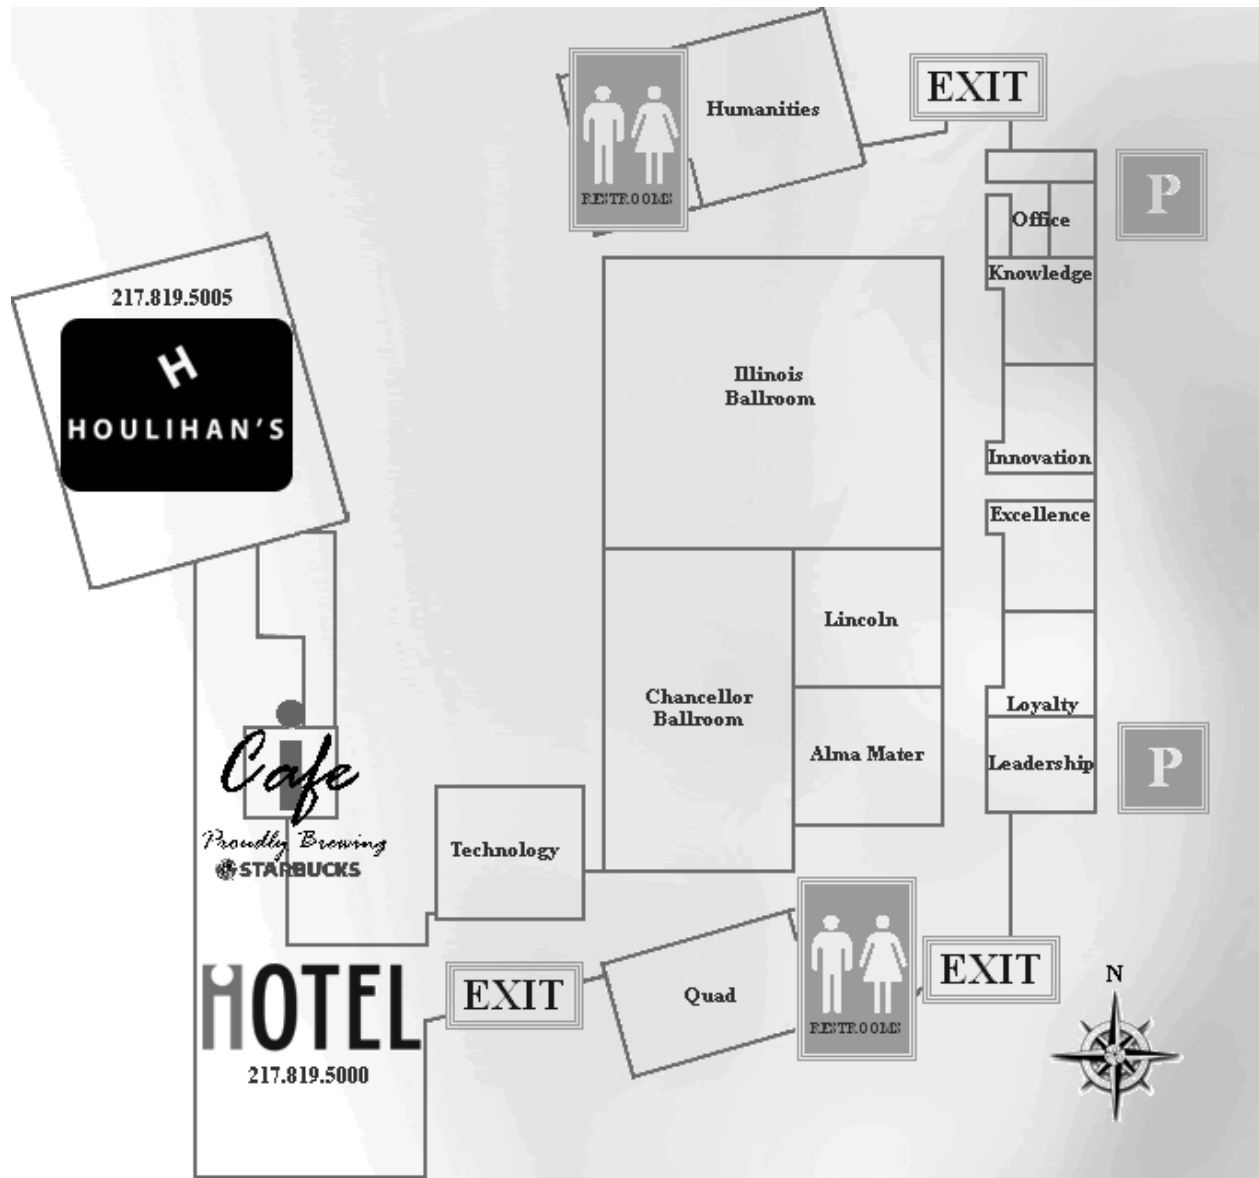 EXIT
Humanities
RESTROOMS
P
Office
Knowledge
217.819.5005
H
HOULIHAN'S
Illinois
Ballroom
Innovation
Excellence
Lincoln
Chancellor
Ballroom
Loyalty
Alma Mater
Leadership
P
Cafe
Proudly Brewing
STARBUCKS
Technology
HOTEL
217.819.5000
EXIT
Quad
RESTROOMS
EXIT
N